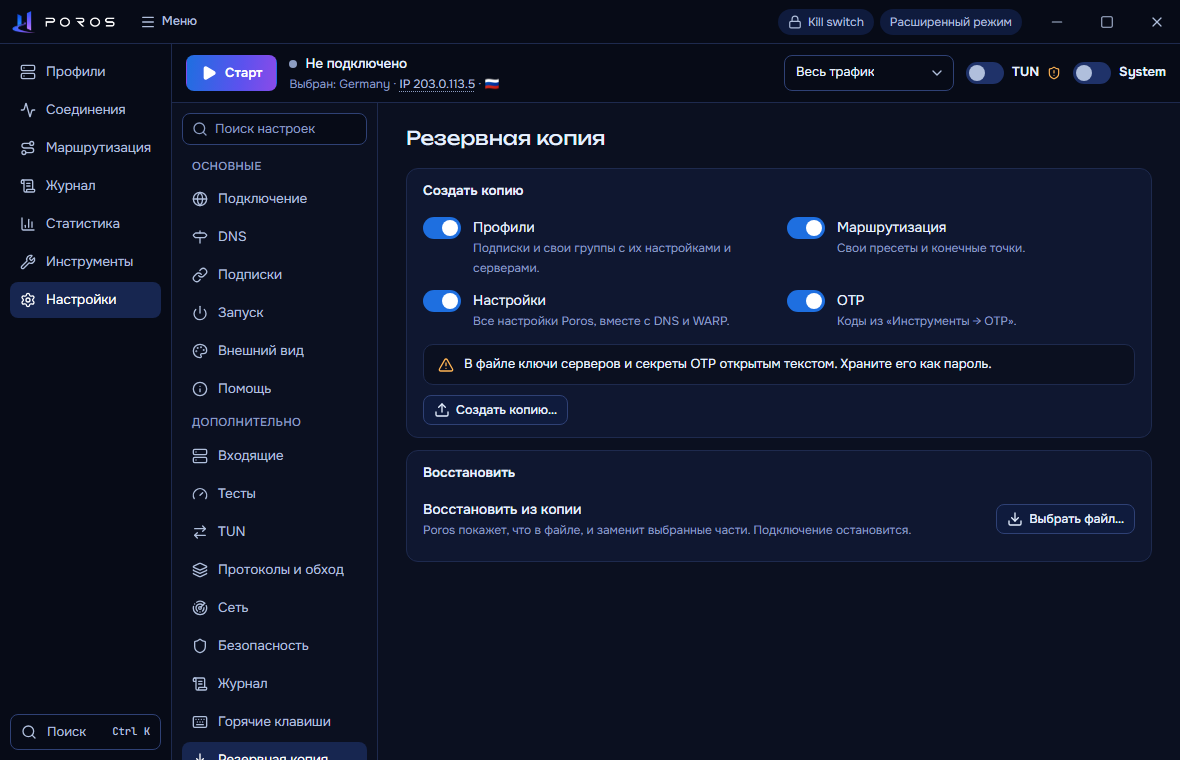 POROS
Меню
Kill switch
Расширенный режим
Профили
Соединения
Маршрутизация
Журнал
Статистика
Инструменты
Настройки
Поиск
Ctrl K
Старт
Не подключено
Выбран: Germany · IP 203.0.113.5 ·
Весь трафик
TUN
System
Поиск настроек
ОСНОВНЫЕ
Подключение
DNS
Подписки
Запуск
Внешний вид
Помощь
ДОПОЛНИТЕЛЬНО
Входящие
Тесты
TUN
Протоколы и обход
Сеть
Безопасность
Журнал
Горячие клавиши
Резервная копия
Резервная копия
Создать копию
Профили
Подписки и свои группы с их настройками и
серверами.
Маршрутизация
Свои пресеты и конечные точки.
Настройки
Все настройки Poros, вместе с DNS и WARP.
OTP
Коды из «Инструменты → OTP».
В файле ключи серверов и секреты OTP открытым текстом. Храните его как пароль.
Создать копию...
Восстановить
Восстановить из копии
Poros покажет, что в файле, и заменит выбранные части. Подключение остановится.
Выбрать файл...